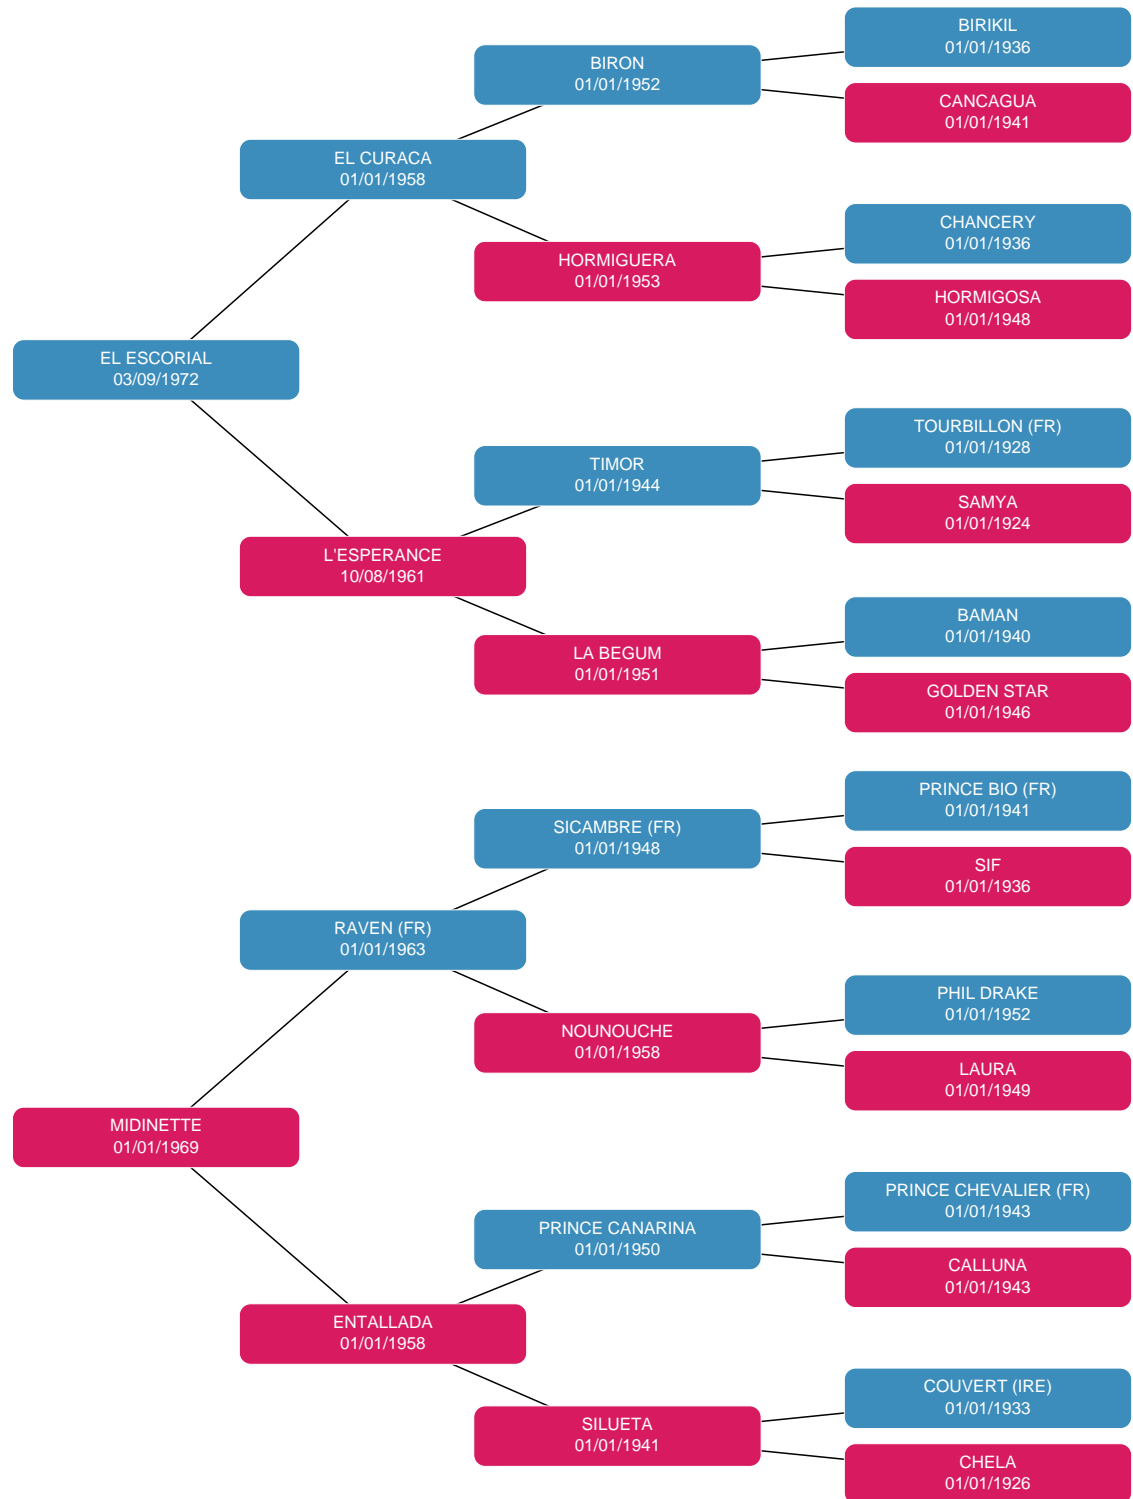 BIRIKIL
01/01/1936
BIRON
01/01/1952
CANCAGUA
01/01/1941
EL CURACA
01/01/1958
CHANCERY
01/01/1936
HORMIGUERA
01/01/1953
HORMIGOSA
01/01/1948
EL ESCORIAL
03/09/1972
TOURBILLON (FR)
01/01/1928
TIMOR
01/01/1944
SAMYA
01/01/1924
L'ESPERANCE
10/08/1961
BAMAN
01/01/1940
LA BEGUM
01/01/1951
GOLDEN STAR
01/01/1946
PRINCE BIO (FR)
01/01/1941
SICAMBRE (FR)
01/01/1948
SIF
01/01/1936
RAVEN (FR)
01/01/1963
PHIL DRAKE
01/01/1952
NOUNOUCHE
01/01/1958
LAURA
01/01/1949
MIDINETTE
01/01/1969
PRINCE CHEVALIER (FR)
01/01/1943
PRINCE CANARINA
01/01/1950
CALLUNA
01/01/1943
ENTALLADA
01/01/1958
COUVERT (IRE)
01/01/1933
SILUETA
01/01/1941
CHELA
01/01/1926